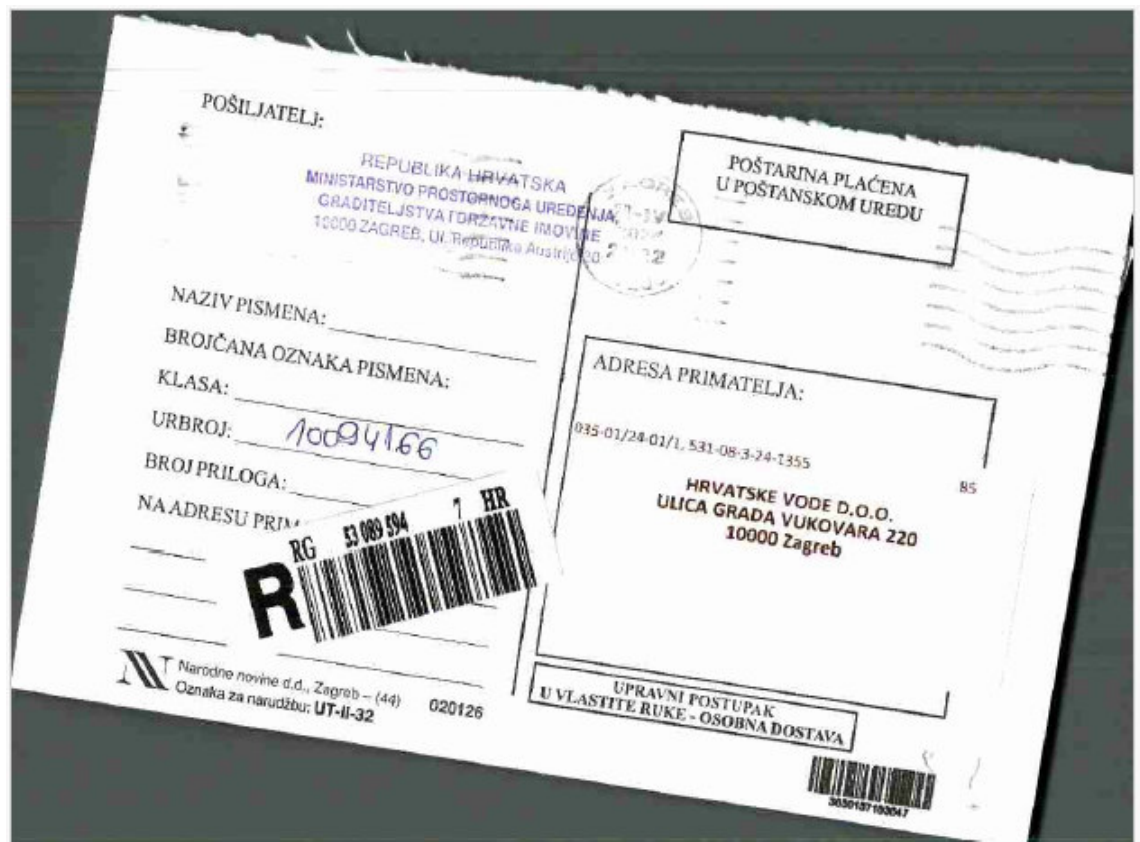 POŠILJATELJ:
REPUBLIKA HRVATSKA
MINISTARSTVO PROSTORNOGA UREĐENJA,
GRADITELJSTVA I DRŽAVNE IMOVINE
10000 ZAGREB, Ul. Republike Austrije 20
POŠTARINA PLAĆENA
U POŠTANSKOM UREDU
NAZIV PISMENA:
BROJČANA OZNAKA PISMENA:
KLASA:
URBROJ: 10094166
BROJ PRILOGA:
NA ADRESU
RG 53 089 594 7 HR
R
Narodne novine d.d., Zagreb – (44) 020126
Oznaka za narudžbu: UT-II-32
ADRESA PRIMATELJA:
035-01/24-01/1, 531-08-3-24-1355
85
HRVATSKE VODE D.O.O.
ULICA GRADA VUKOVARA 220
10000 Zagreb
UPRAVNI POSTUPAK
U VLASTITE RUKE - OSOBNA DOSTAVA